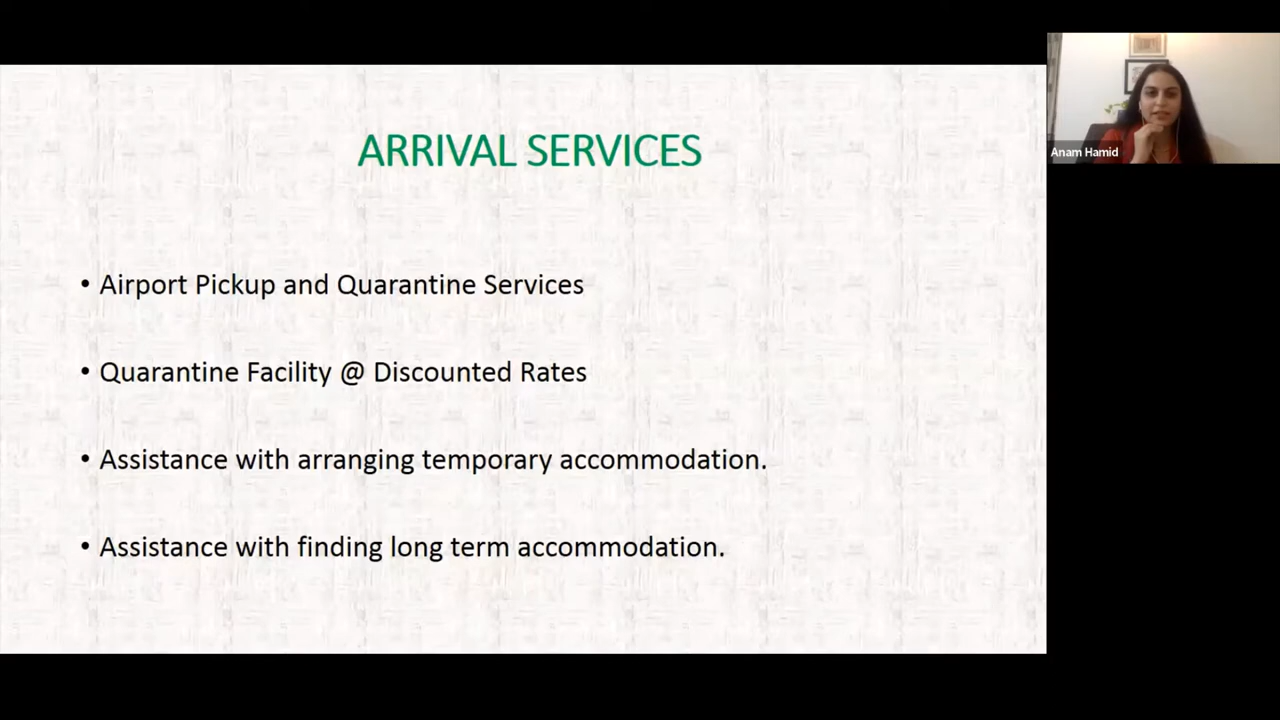 ARRIVAL SERVICES
• Airport Pickup and Quarantine Services
• Quarantine Facility @ Discounted Rates
• Assistance with arranging temporary accommodation.
• Assistance with finding long term accommodation.
Anam Hamid